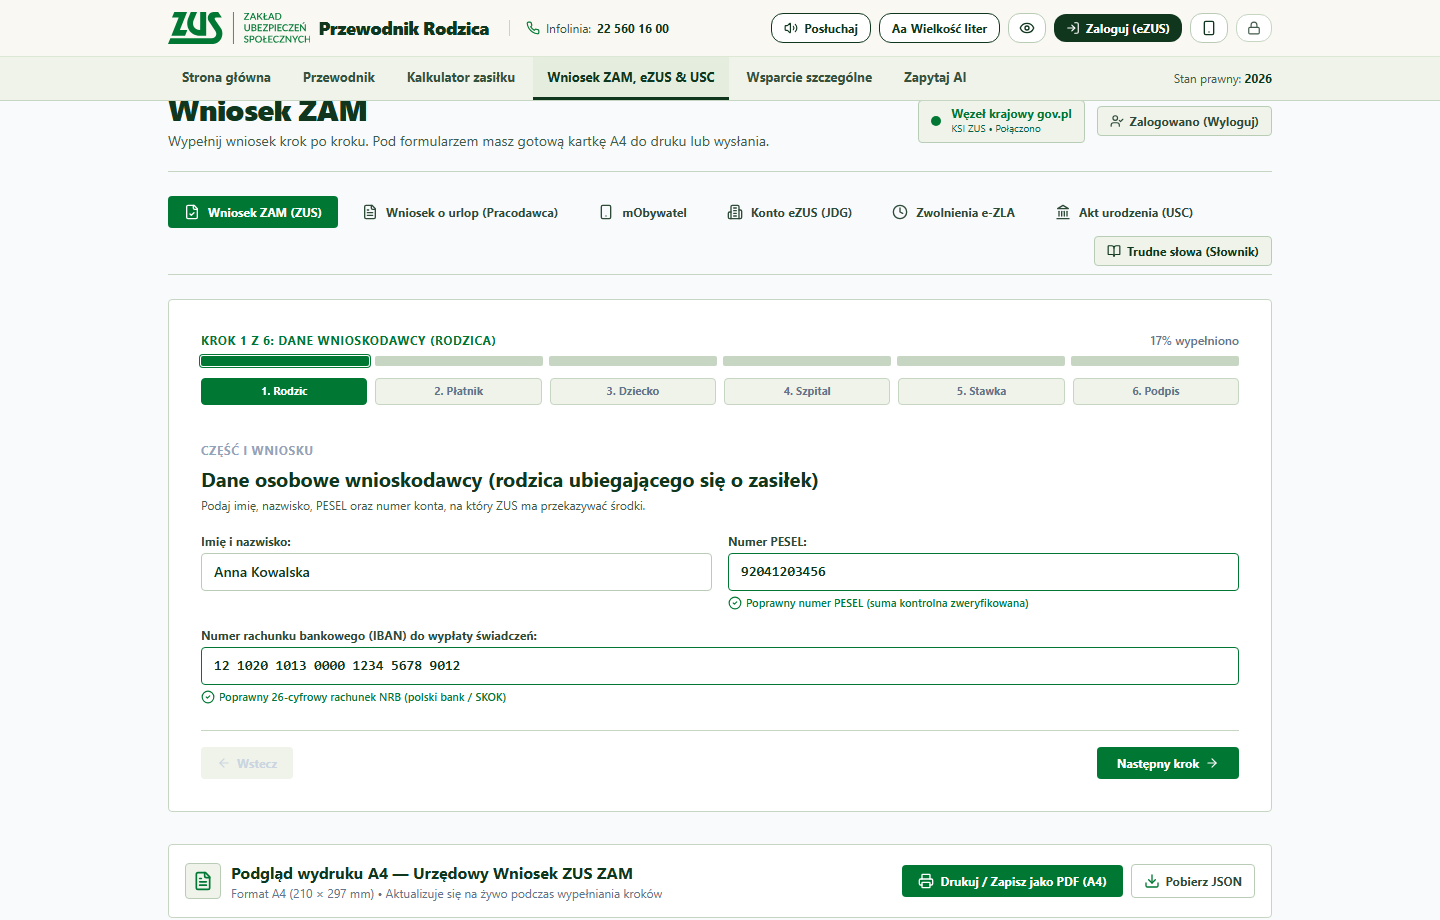 ZUS
ZAKŁAD
UBEZPIECZEŃ
SPOŁECZNYCH
Przewodnik Rodzica
Infolinia: 22 560 16 00
Posłuchaj
Aa Wielkość liter
Zaloguj (eZUS)
Strona główna
Przewodnik
Kalkulator zasiłku
Wniosek ZAM, eZUS & USC
Wsparcie szczególne
Zapytaj AI
Stan prawny: 2026
Wniosek ZAM
Wypełnij wniosek krok po kroku. Pod formularzem masz gotową kartkę A4 do druku lub wysłania.
Węzeł krajowy gov.pl
KSI ZUS • Połączono
Zalogowano (Wyloguj)
Wniosek ZAM (ZUS)
Wniosek o urlop (Pracodawca)
mObywatel
Konto eZUS (JDG)
Zwolnienia e-ZLA
Akt urodzenia (USC)
Trudne słowa (Słownik)
KROK 1 Z 6: DANE WNIOSKODAWCY (RODZICA)
17% wypełniono
1. Rodzic
2. Płatnik
3. Dziecko
4. Szpital
5. Stawka
6. Podpis
CZĘŚĆ I WNIOSKU
Dane osobowe wnioskodawcy (rodzica ubiegającego się o zasiłek)
Podaj imię, nazwisko, PESEL oraz numer konta, na który ZUS ma przekazywać środki.
Imię i nazwisko:
Anna Kowalska
Numer PESEL:
92041203456
Poprawny numer PESEL (suma kontrolna zweryfikowana)
Numer rachunku bankowego (IBAN) do wypłaty świadczeń:
12 1020 1013 0000 1234 5678 9012
Poprawny 26-cyfrowy rachunek NRB (polski bank / SKOK)
Wstecz
Następny krok
Podgląd wydruku A4 — Urzędowy Wniosek ZUS ZAM
Format A4 (210 × 297 mm) • Aktualizuje się na żywo podczas wypełniania kroków
Drukuj / Zapisz jako PDF (A4)
Pobierz JSON